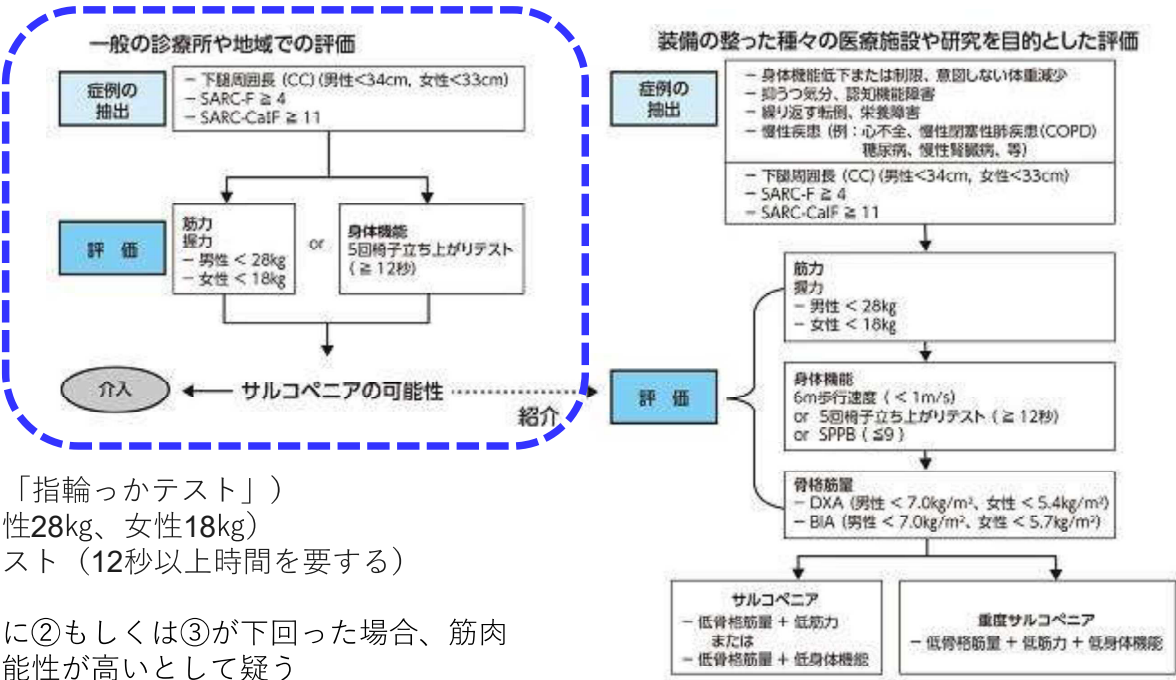 一般の診療所や地域での評価
症例の
抽出
− 下腿周囲長 (CC) (男性<34cm, 女性<33cm)
− SARC-F ≧ 4
− SARC-CalF ≧ 11
評 価
筋力
握力
− 男性 < 28kg
− 女性 < 18kg
or
身体機能
5回椅子立ち上がりテスト
( ≧ 12秒)
介入
サルコペニアの可能性
紹介
「指輪っかテスト」)
性28㎏、女性18㎏)
スト(12秒以上時間を要する)
に②もしくは③が下回った場合、筋肉
能性が高いとして疑う
装備の整った種々の医療施設や研究を目的とした評価
症例の
抽出
− 身体機能低下または制限、意図しない体重減少
− 抑うつ気分、認知機能障害
− 繰り返す転倒、栄養障害
− 慢性疾患 (例:心不全、慢性閉塞性肺疾患(COPD)
糖尿病、慢性腎臓病、等)
− 下腿周囲長 (CC) (男性<34cm, 女性<33cm)
− SARC-F ≧ 4
− SARC-CalF ≧ 11
評 価
筋力
握力
− 男性 < 28kg
− 女性 < 18kg
身体機能
6m歩行速度 ( < 1m/s)
or 5回椅子立ち上がりテスト ( ≧ 12秒)
or SPPB ( ≦9 )
骨格筋量
− DXA (男性 < 7.0kg/m²、女性 < 5.4kg/m²)
− BIA (男性 < 7.0kg/m²、女性 < 5.7kg/m²)
サルコペニア
− 低骨格筋量 + 低筋力
または
− 低骨格筋量 + 低身体機能
重度サルコペニア
− 低骨格筋量 + 低筋力 + 低身体機能